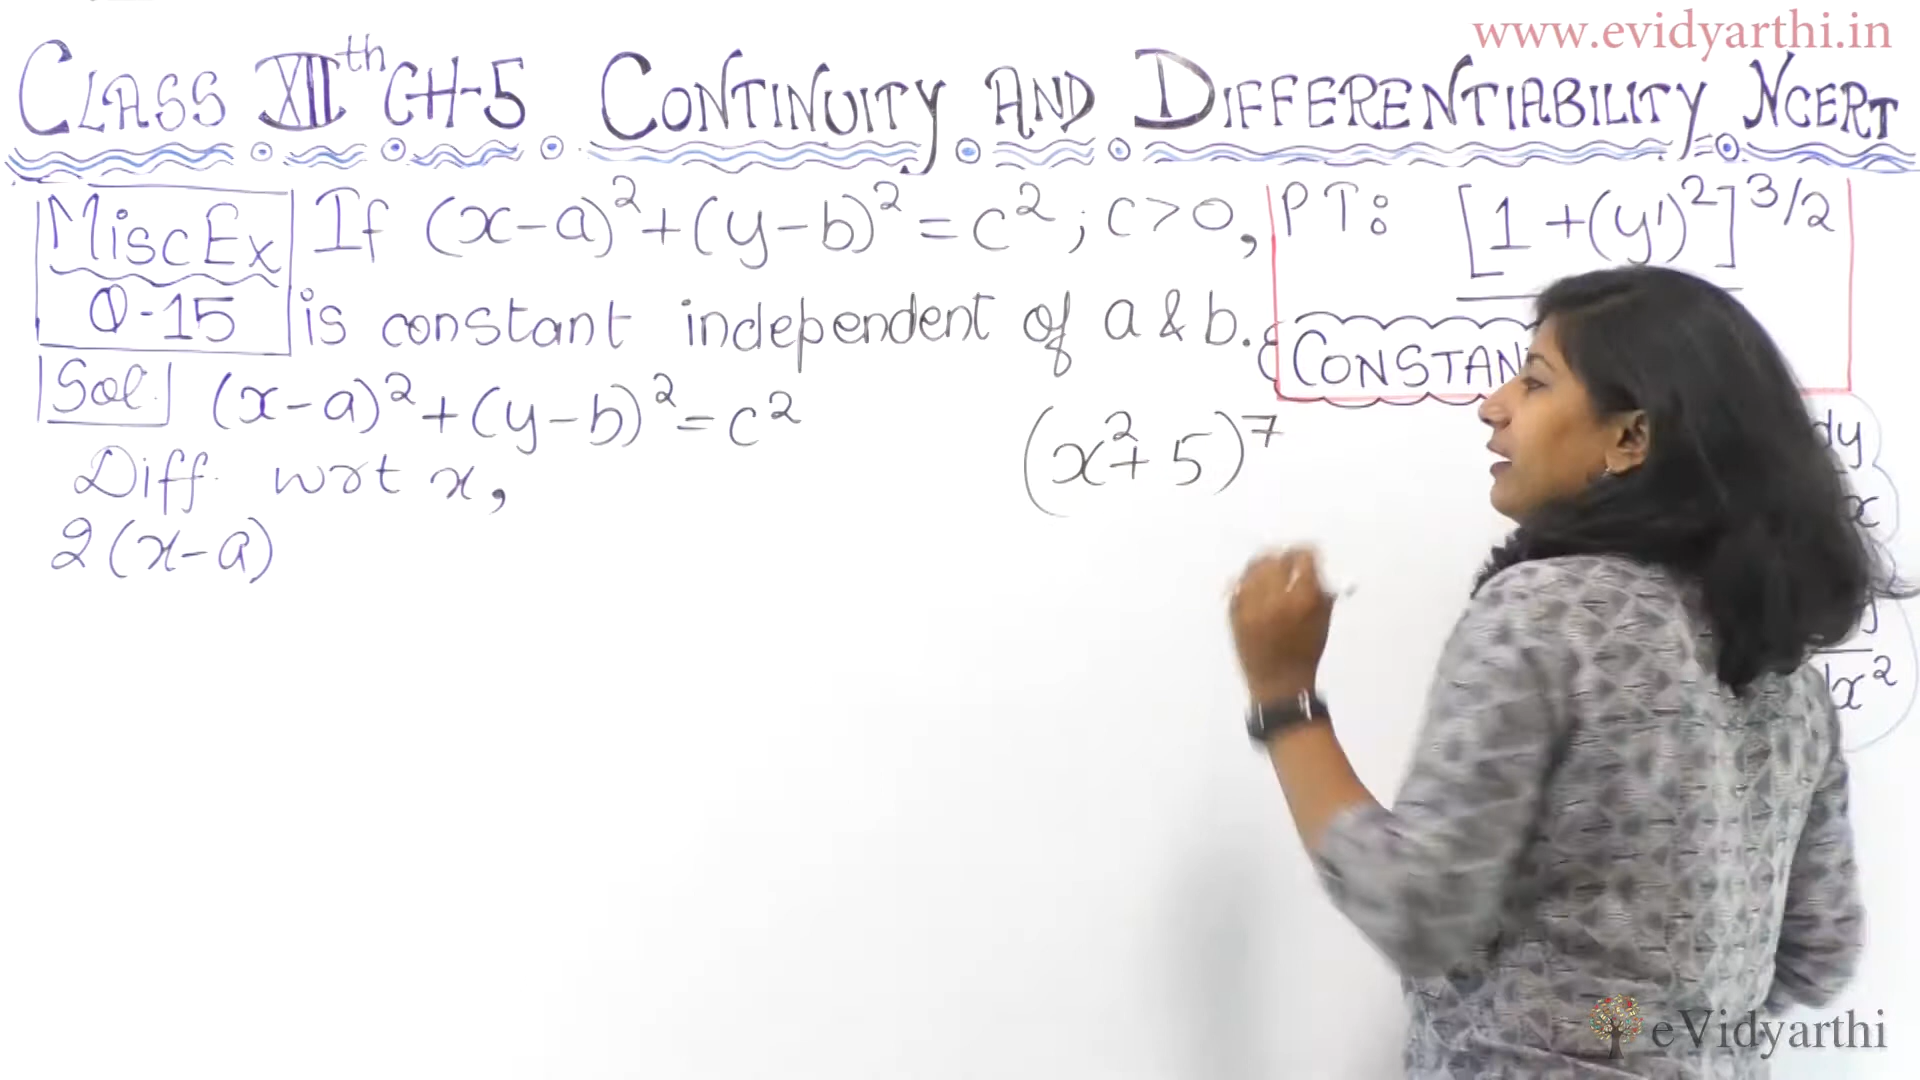 www.evidyarthi.in
CLASS XIIth CH-5 CONTINUITY AND DIFFERENTIABILITY NCERT
Misc Ex If (x-a)² + (y-b)² = c² ; c>0, PT: [1 + (y')²]^3/2
Q-15 is constant independent of a & b. CONSTAN
Sol. (x-a)² + (y-b)² = c²
(x²+5)⁷
dy
x
Diff. wrt x,
2(x-a)
dx²
eVidyarthi